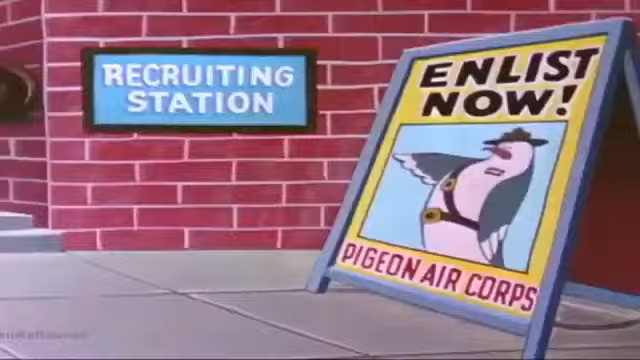 RECRUITING
STATION
ENLIST
NOW!
PIGEON AIR CORPS